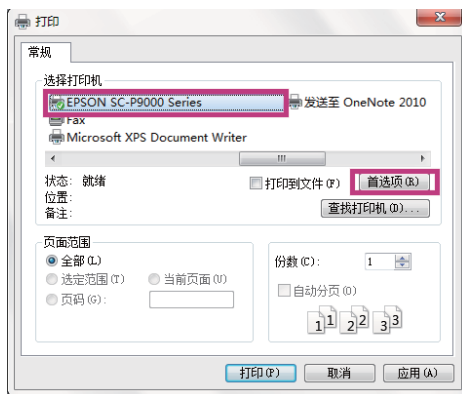 打印
常规
选择打印机
EPSON SC-P9000 Series
发送至 OneNote 2010
Fax
Microsoft XPS Document Writer
状态: 就绪
打印到文件(F)
首选项(R)
位置:
备注:
查找打印机(D)...
页面范围
全部(L)
选定范围(T)
当前页面(U)
页码(G):
份数(C): 1
自动分页(O)
1 1 2 2 3 3
打印(P)
取消
应用(A)